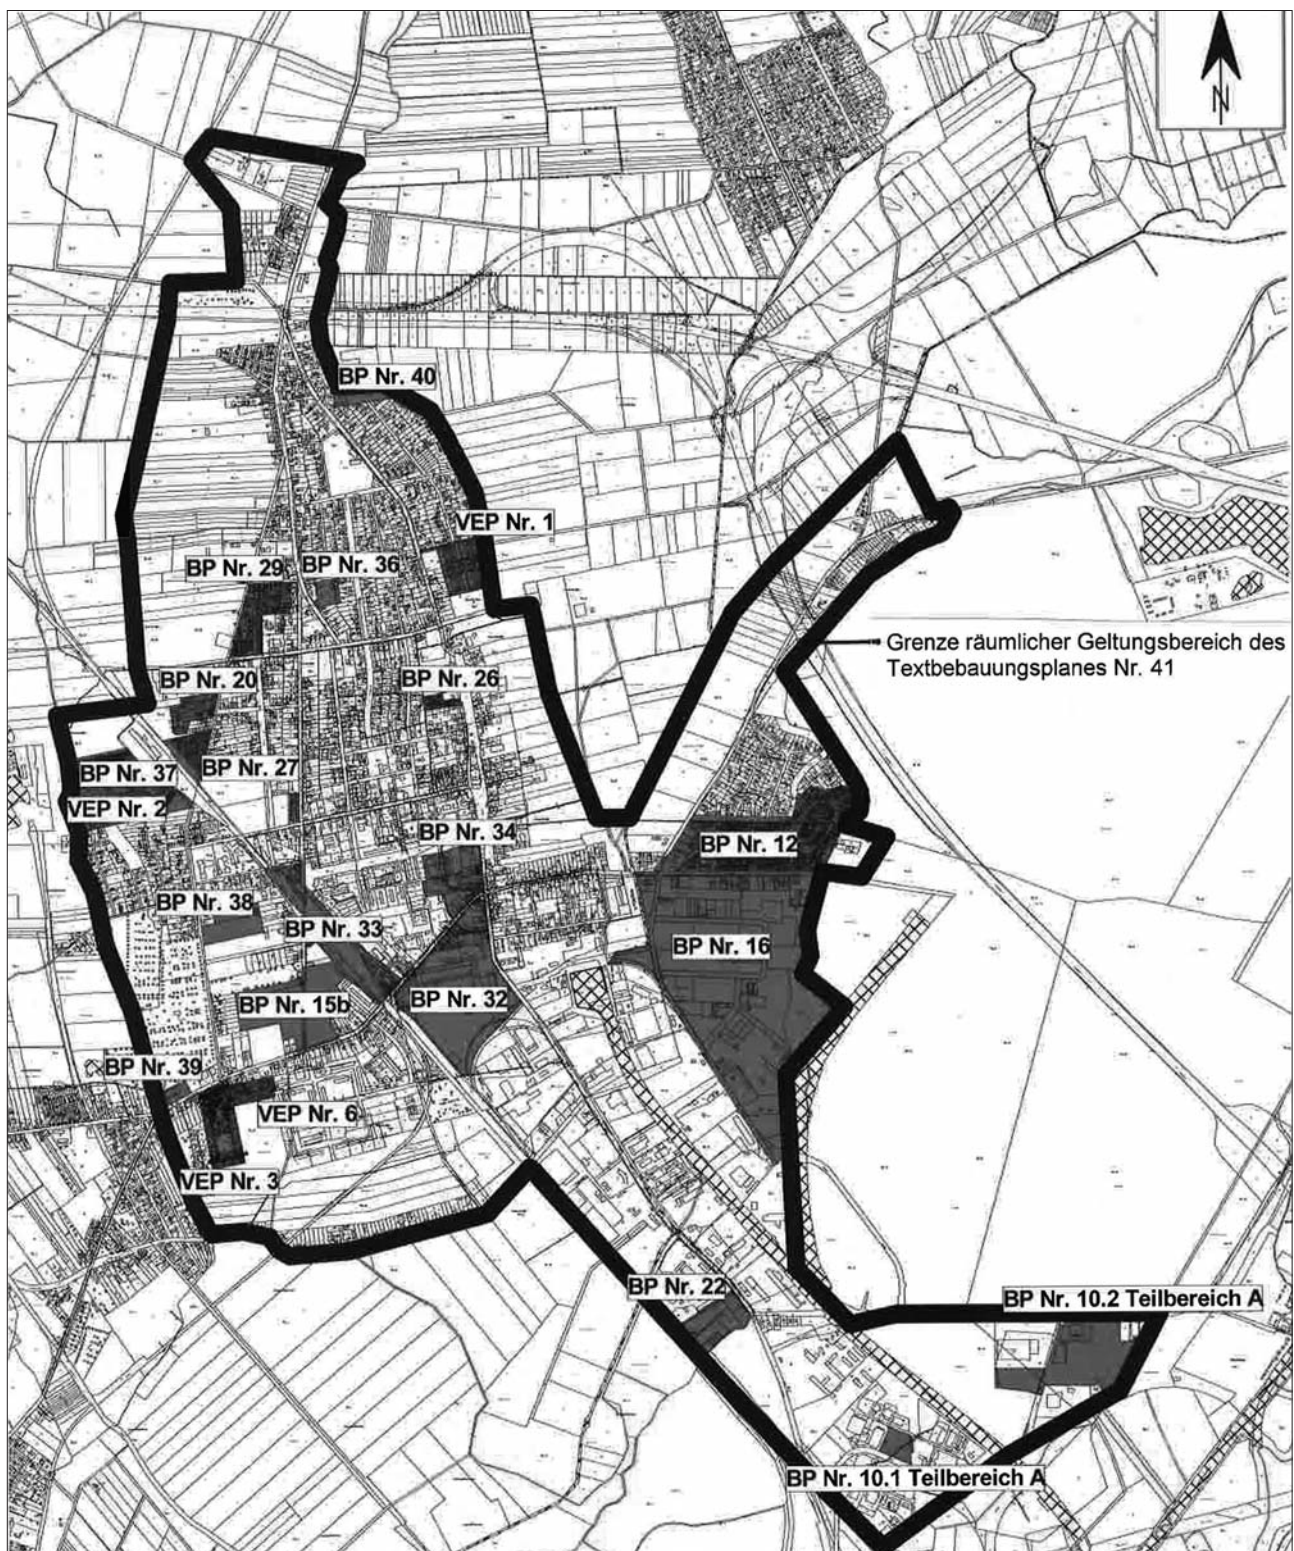 N
BP Nr. 40
VEP Nr. 1
BP Nr. 29
BP Nr. 36
Grenze räumlicher Geltungsbereich des
Textbebauungsplanes Nr. 41
BP Nr. 20
BP Nr. 26
BP Nr. 37
BP Nr. 27
VEP Nr. 2
BP Nr. 34
BP Nr. 12
BP Nr. 38
BP Nr. 33
BP Nr. 16
BP Nr. 15b
BP Nr. 32
BP Nr. 39
VEP Nr. 6
VEP Nr. 3
BP Nr. 22
BP Nr. 10.2 Teilbereich A
BP Nr. 10.1 Teilbereich A